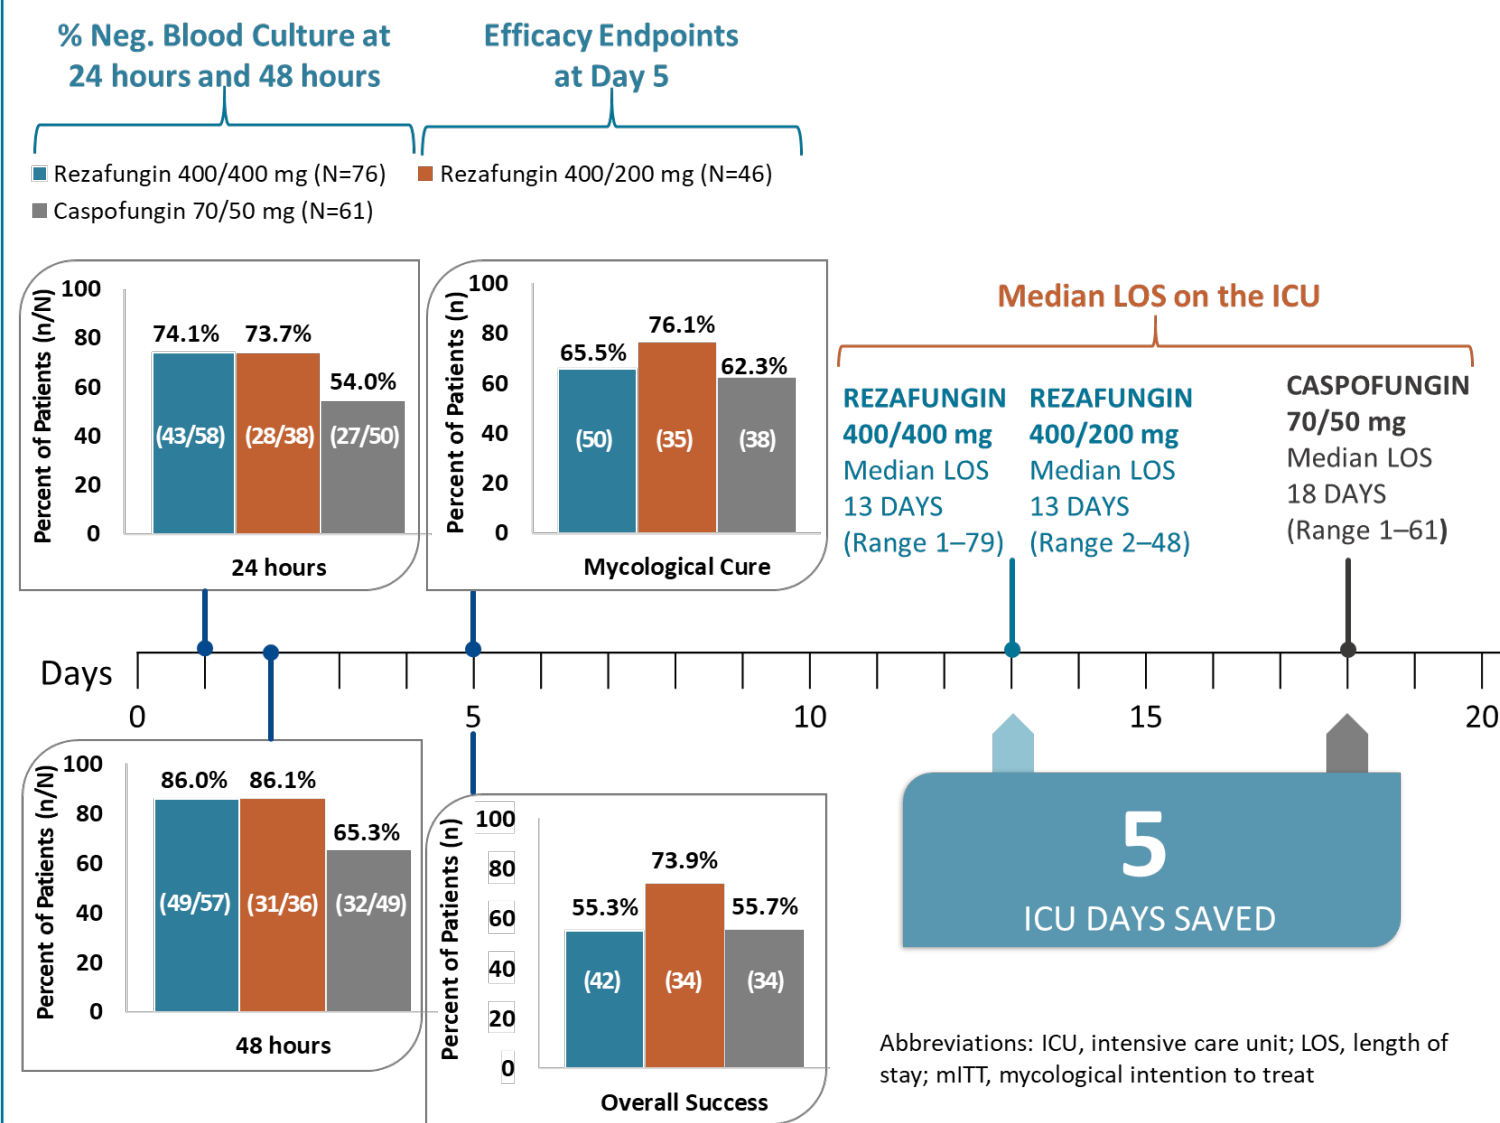 % Neg. Blood Culture at
24 hours and 48 hours
Efficacy Endpoints
at Day 5
Rezafungin 400/400 mg (N=76)
Rezafungin 400/200 mg (N=46)
Caspofungin 70/50 mg (N=61)
Percent of Patients (n/N)
100
80
60
40
20
0
74.1%
73.7%
54.0%
(43/58)
(28/38)
(27/50)
24 hours
Percent of Patients (n)
100
80
60
40
20
0
65.5%
76.1%
62.3%
(50)
(35)
(38)
Mycological Cure
Median LOS on the ICU
REZAFUNGIN
400/400 mg
Median LOS
13 DAYS
(Range 1–79)
REZAFUNGIN
400/200 mg
Median LOS
13 DAYS
(Range 2–48)
CASPOFUNGIN
70/50 mg
Median LOS
18 DAYS
(Range 1–61)
Days
0
5
10
15
20
Percent of Patients (n/N)
100
80
60
40
20
0
86.0%
86.1%
65.3%
(49/57)
(31/36)
(32/49)
48 hours
Percent of Patients (n)
100
80
60
40
20
0
55.3%
73.9%
55.7%
(42)
(34)
(34)
Overall Success
5
ICU DAYS SAVED
Abbreviations: ICU, intensive care unit; LOS, length of
stay; mITT, mycological intention to treat